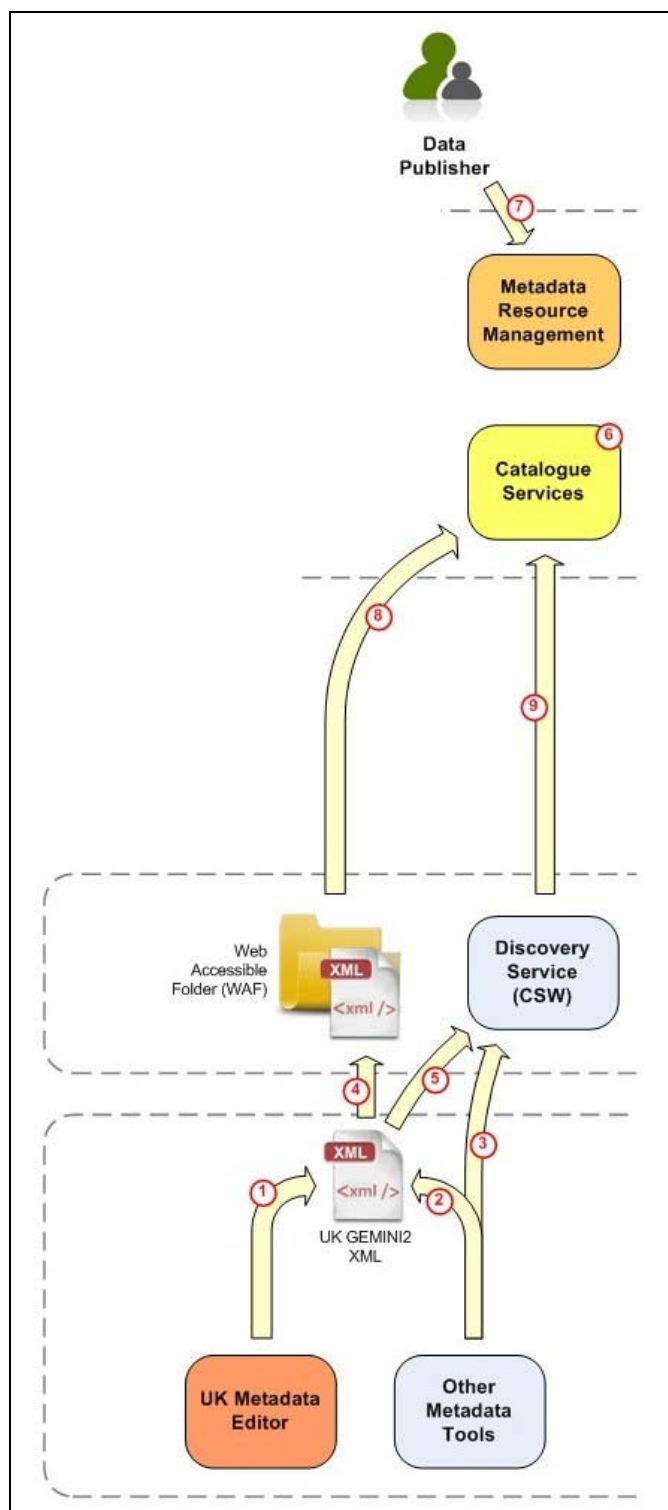 Data
Publisher
7
Metadata
Resource
Management
6
Catalogue
Services
8
9
Web
Accessible
Folder (WAF)
XML
<xml />
Discovery
Service
(CSW)
4
5
3
XML
<xml />
1
2
UK GEMINI2
XML
UK Metadata
Editor
Other
Metadata
Tools